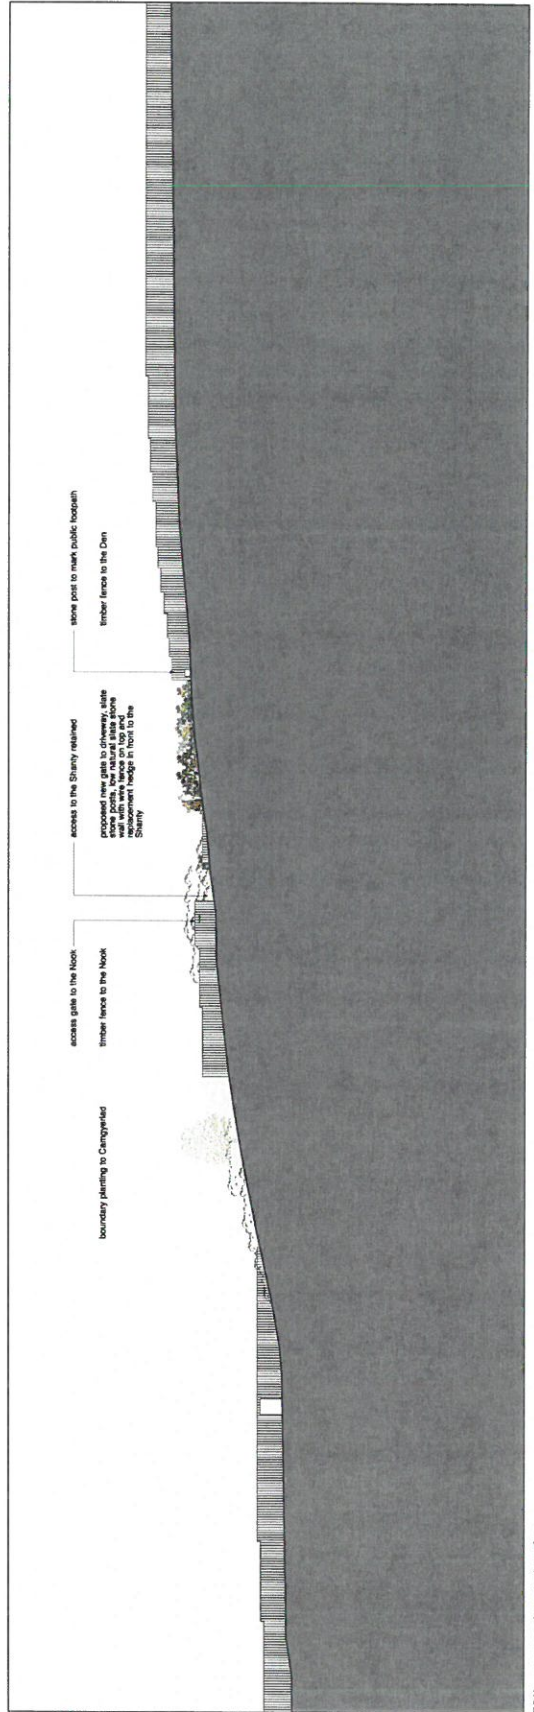 boundary planting to Camgyerlad
access gate to the Nook
timber fence to the Nook
access to the Shanty retained
proposed new gate to driveway, slate
stone posts, low natural slate stone
wall with wire fence on top and
replacement hedge in front to the
Shanty
stone post to mark public footpath
timber fence to the Den